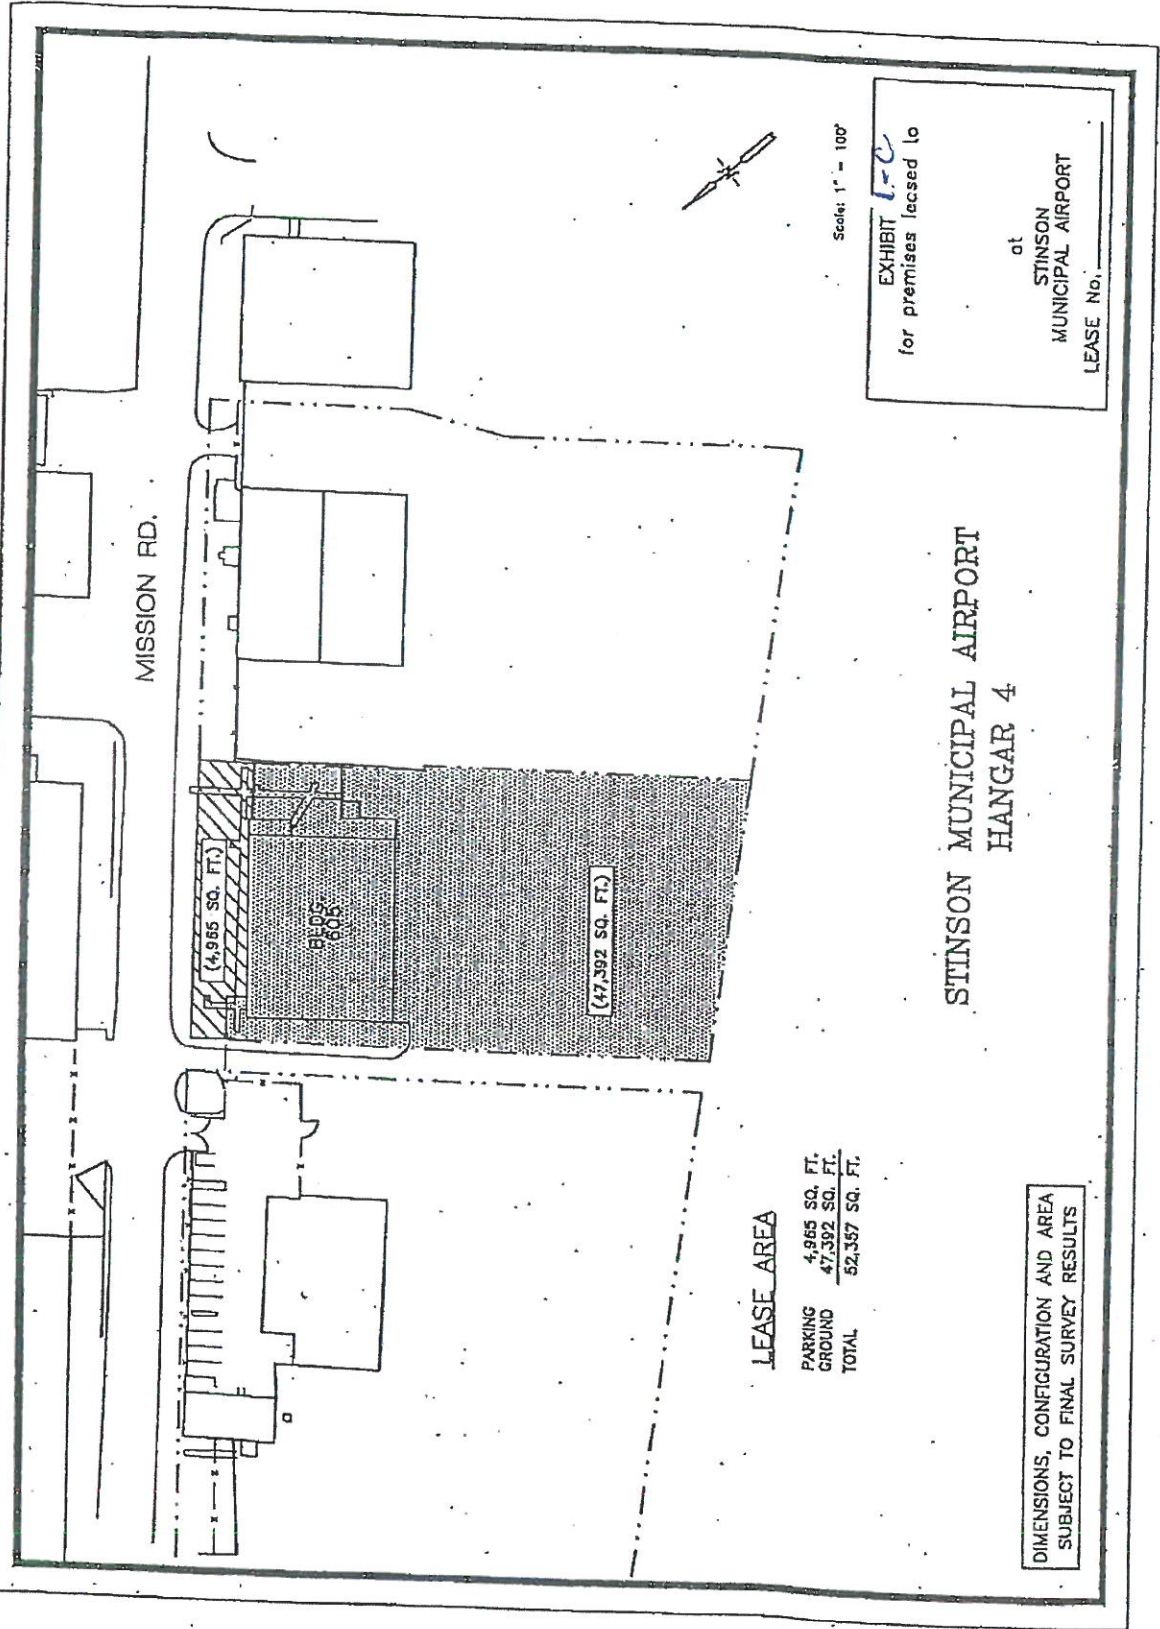 MISSION RD.
(4,965 SQ. FT.)
BLDG.
605
(47,392 SQ. FT.)
Scale: 1" = 100'
EXHIBIT 1-C
for premises leased to
at
STINSON
MUNICIPAL AIRPORT
LEASE No.
STINSON MUNICIPAL AIRPORT
HANGAR 4
LEASE AREA
PARKING 4,965 SQ. FT.
GROUND 47,392 SQ. FT.
TOTAL 52,357 SQ. FT.
DIMENSIONS, CONFIGURATION AND AREA
SUBJECT TO FINAL SURVEY RESULTS